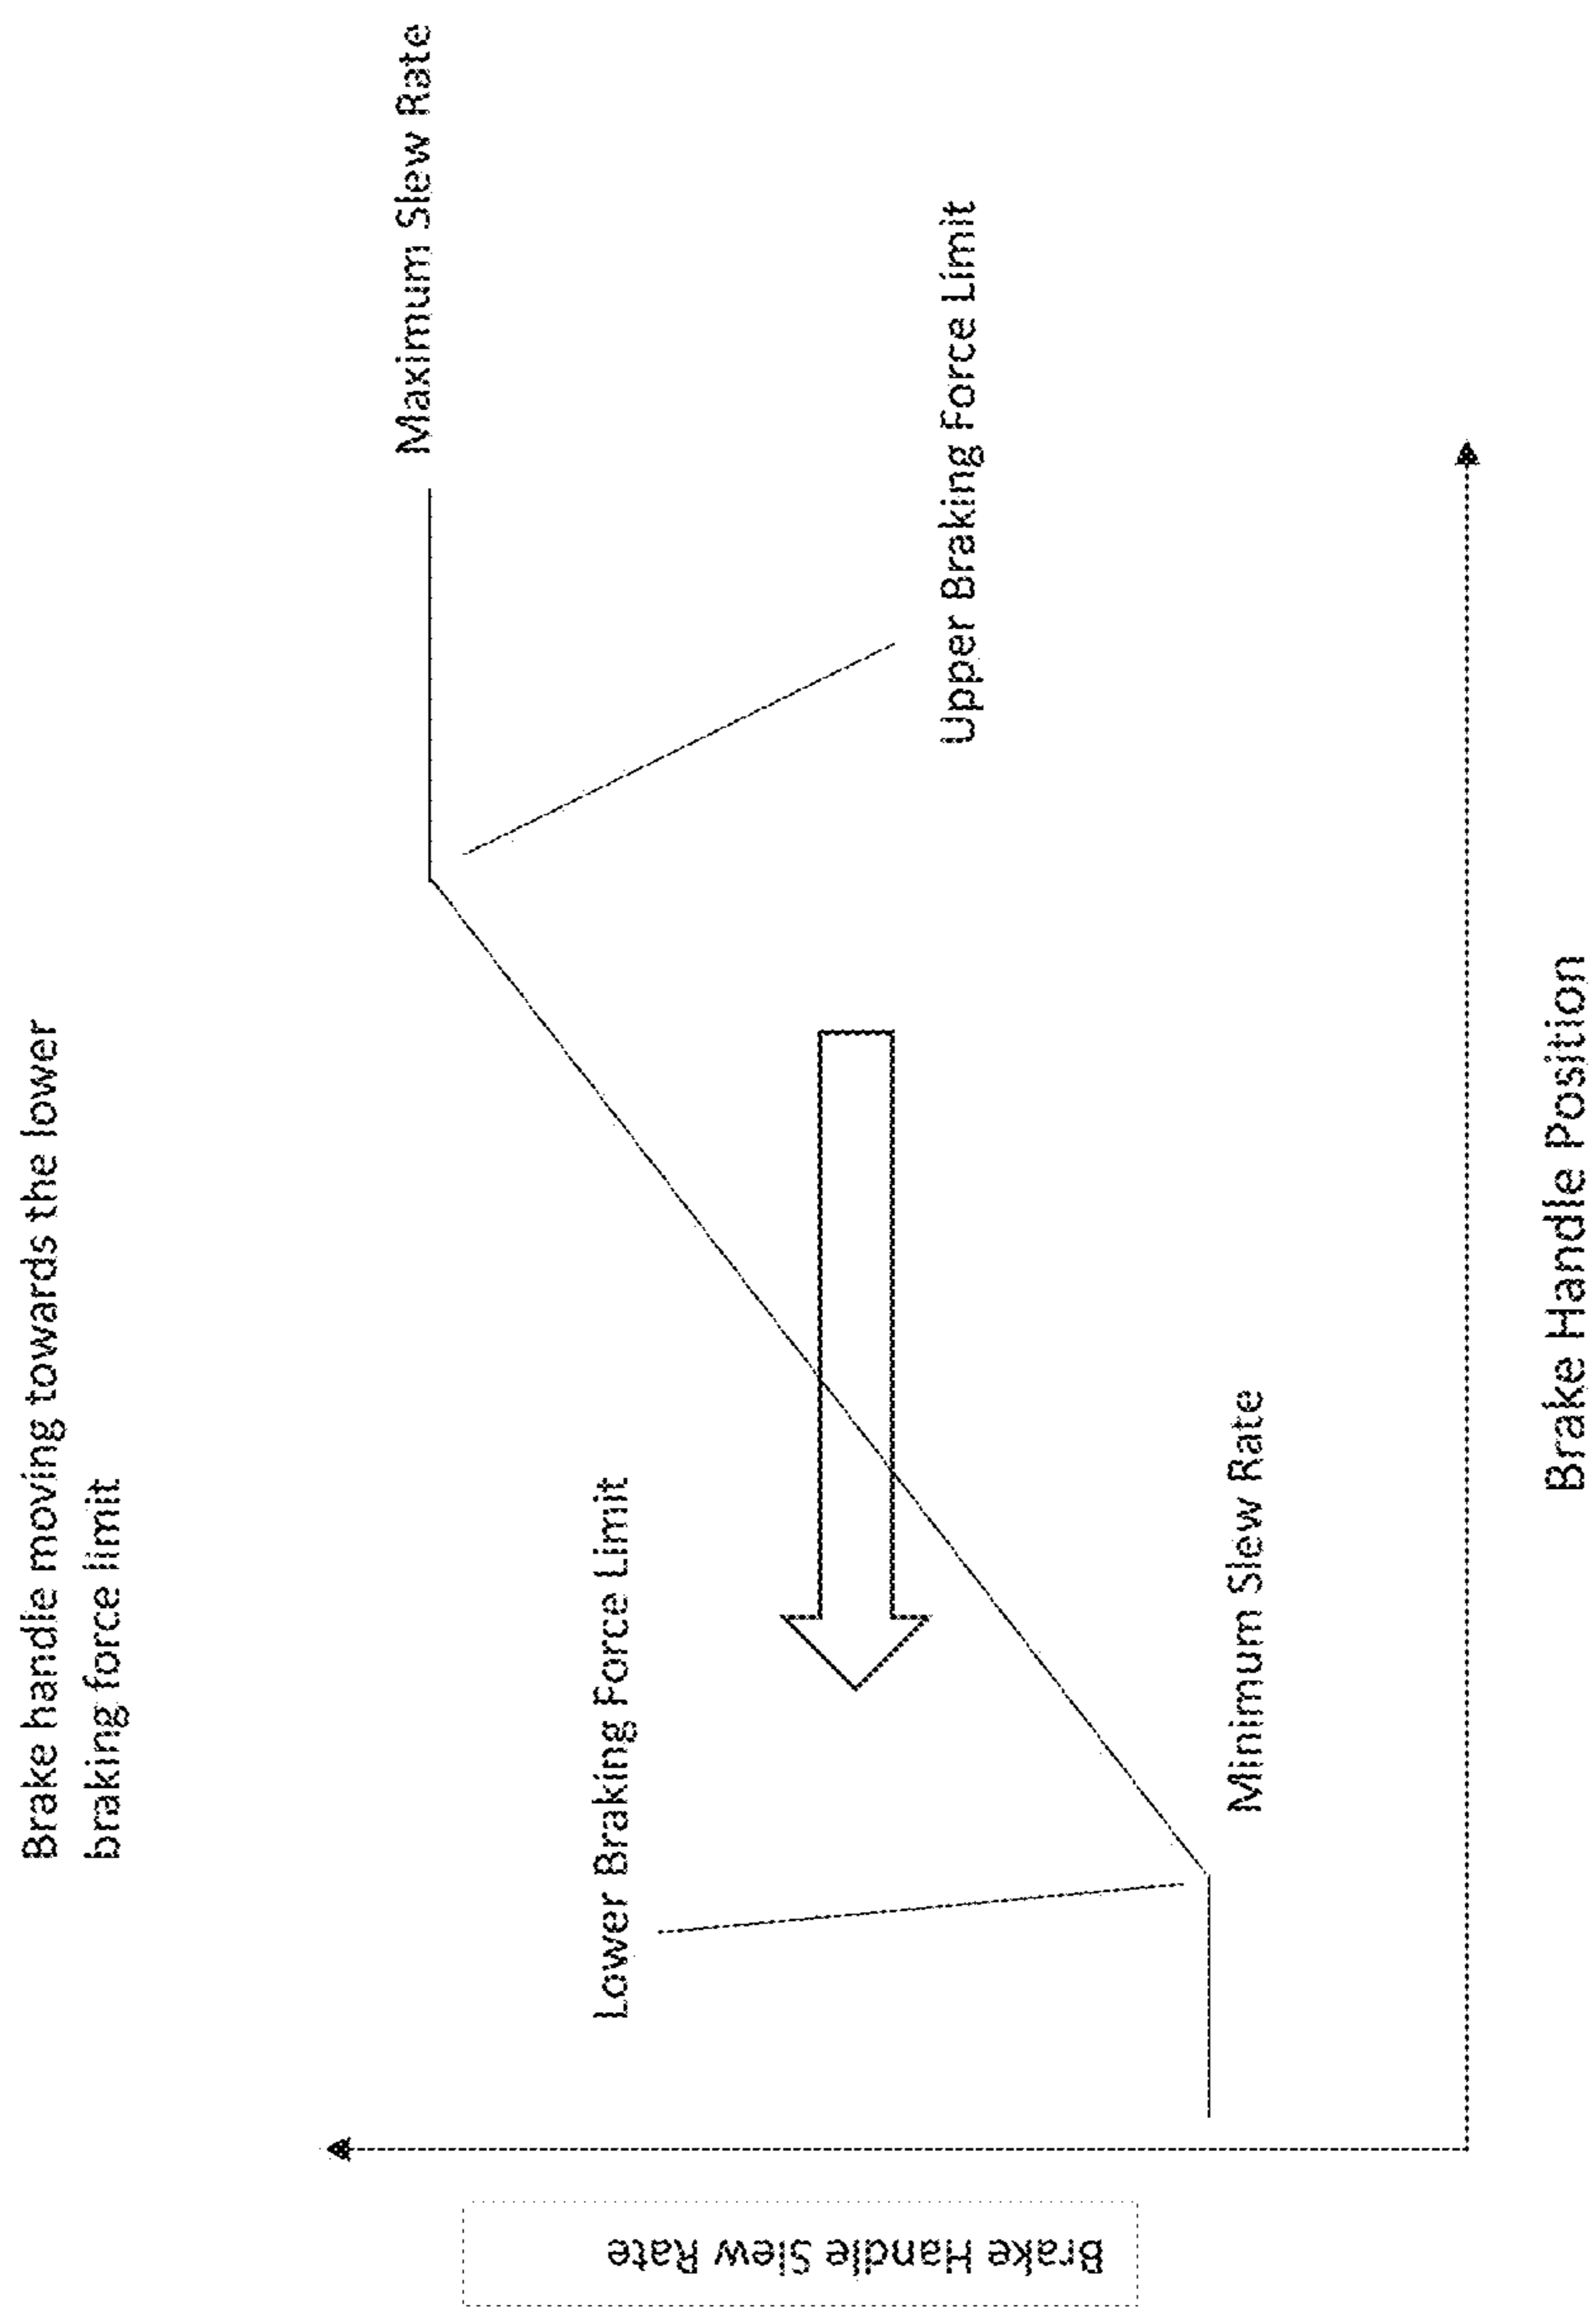 Brake handle moving towards the lower
braking force limit
Maximum Slew Rate
Lower Braking Force Limit
Upper Braking Force Limit
Minimum Slew Rate
Brake Handle Slew Rate
Brake Handle Position